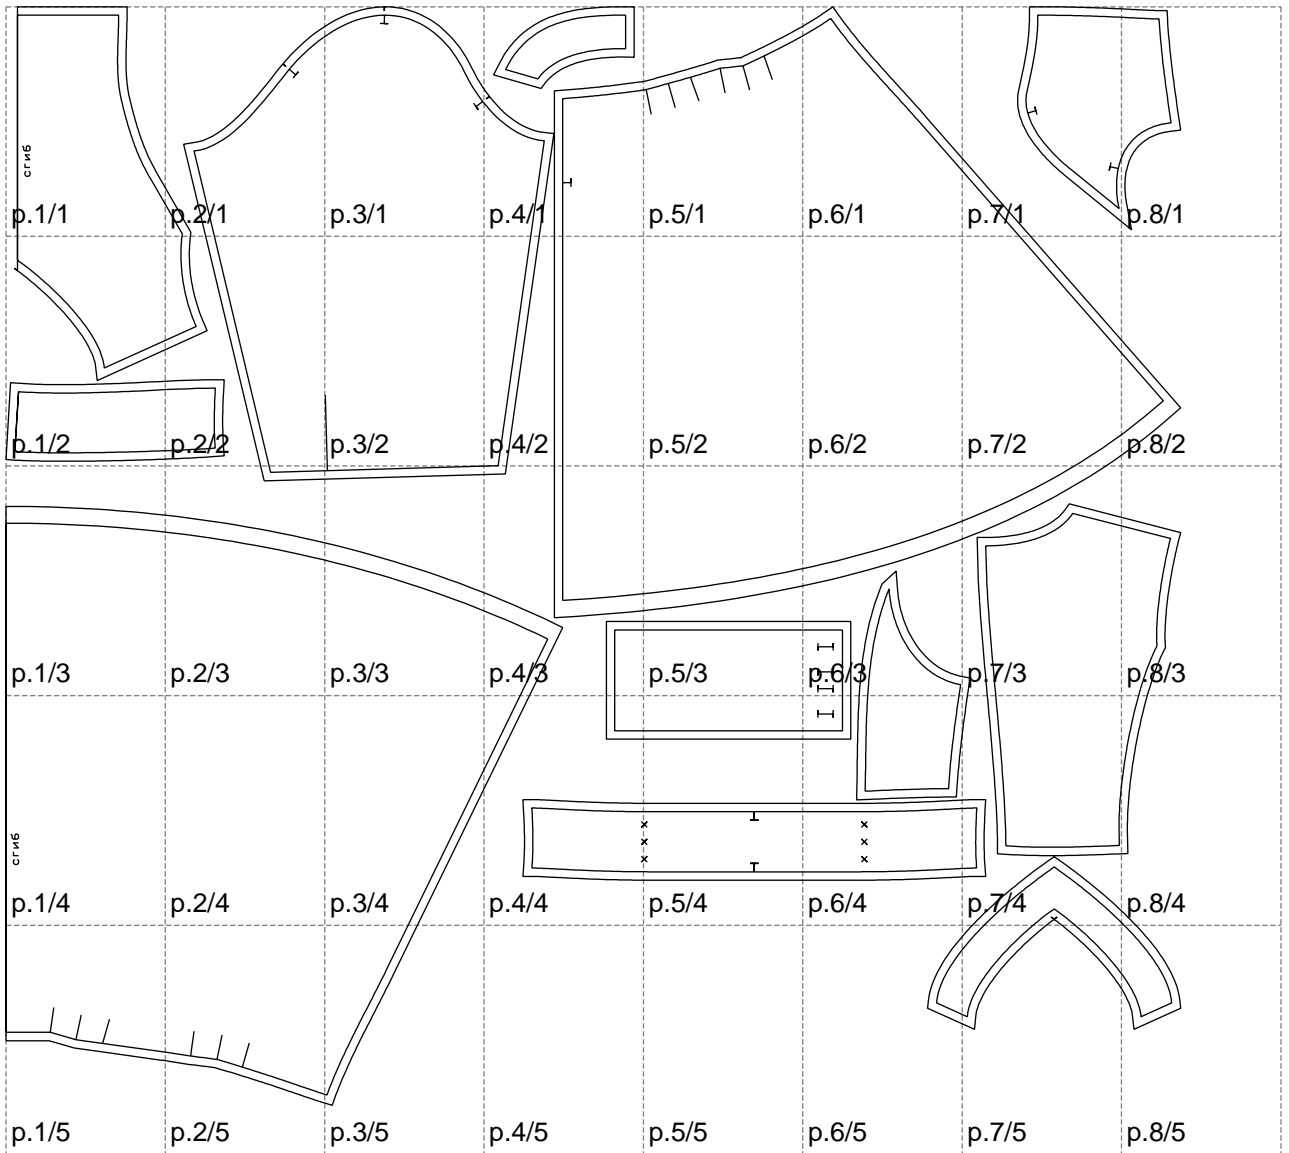 сгиб
p.1/1 p.2/1 p.3/1 p.4/1 p.5/1 p.6/1 p.7/1 p.8/1
p.1/2 p.2/2 p.3/2 p.4/2 p.5/2 p.6/2 p.7/2 p.8/2
p.1/3 p.2/3 p.3/3 p.4/3 p.5/3 p.6/3 p.7/3 p.8/3
сгиб
p.1/4 p.2/4 p.3/4 p.4/4 p.5/4 p.6/4 p.7/4 p.8/4
p.1/5 p.2/5 p.3/5 p.4/5 p.5/5 p.6/5 p.7/5 p.8/5